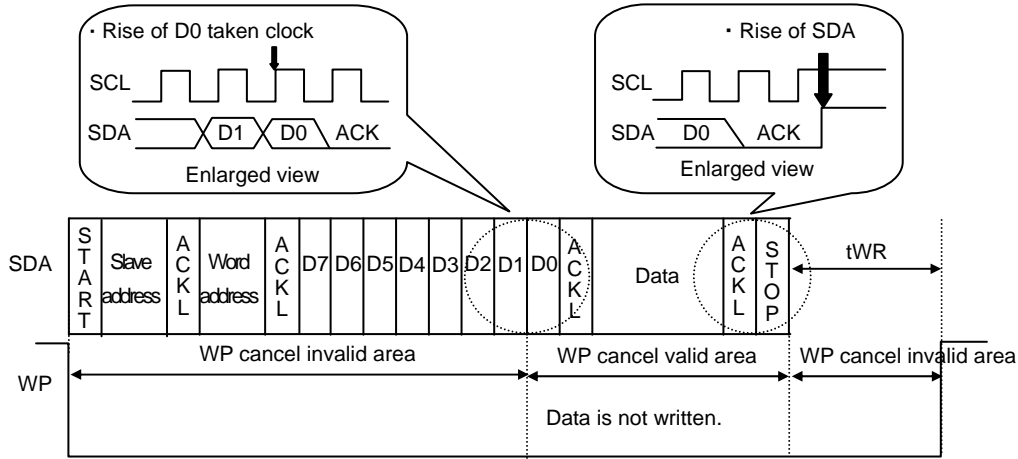 ・Rise of D0 taken clock
SCL
SDA D1 D0 ACK
Enlarged view
・Rise of SDA
SCL
SDA D0 ACK
Enlarged view
SDA START Slave address ACKL Word address ACKL D7 D6 D5 D4 D3 D2 D1 D0 ACKL Data ACKL STOP tWR
WP cancel invalid area WP cancel valid area WP cancel invalid area
WP
Data is not written.